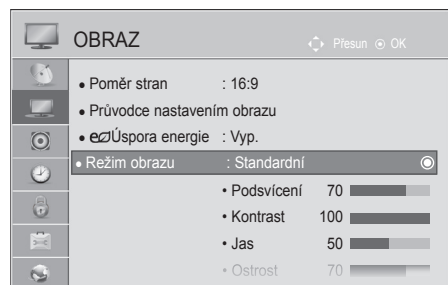 OBRAZ
Přesun ⊙ OK
• Poměr stran : 16:9
• Průvodce nastavením obrazu
• Úspora energie : Vyp.
• Režim obrazu : Standardní
• Podsvícení 70
• Kontrast 100
• Jas 50
• Ostrost 70